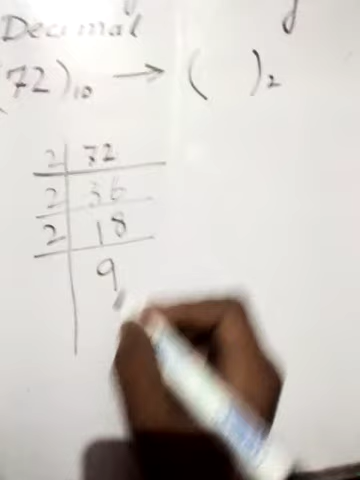 Decimal
(72)₁₀ → ( )₂
2 72
2 36
2 18
9